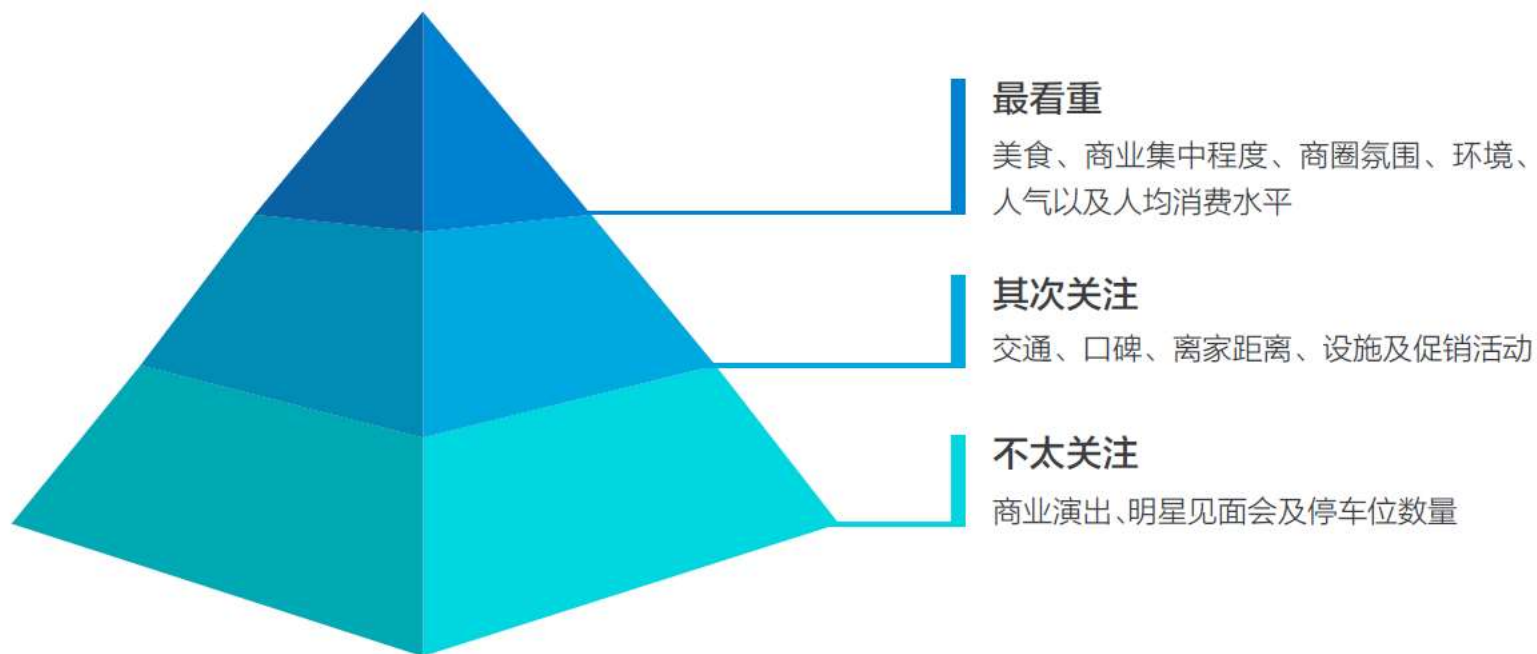 最看重
美食、商业集中程度、商圈氛围、环境、
人气以及人均消费水平
其次关注
交通、口碑、离家距离、设施及促销活动
不太关注
商业演出、明星见面会及停车位数量